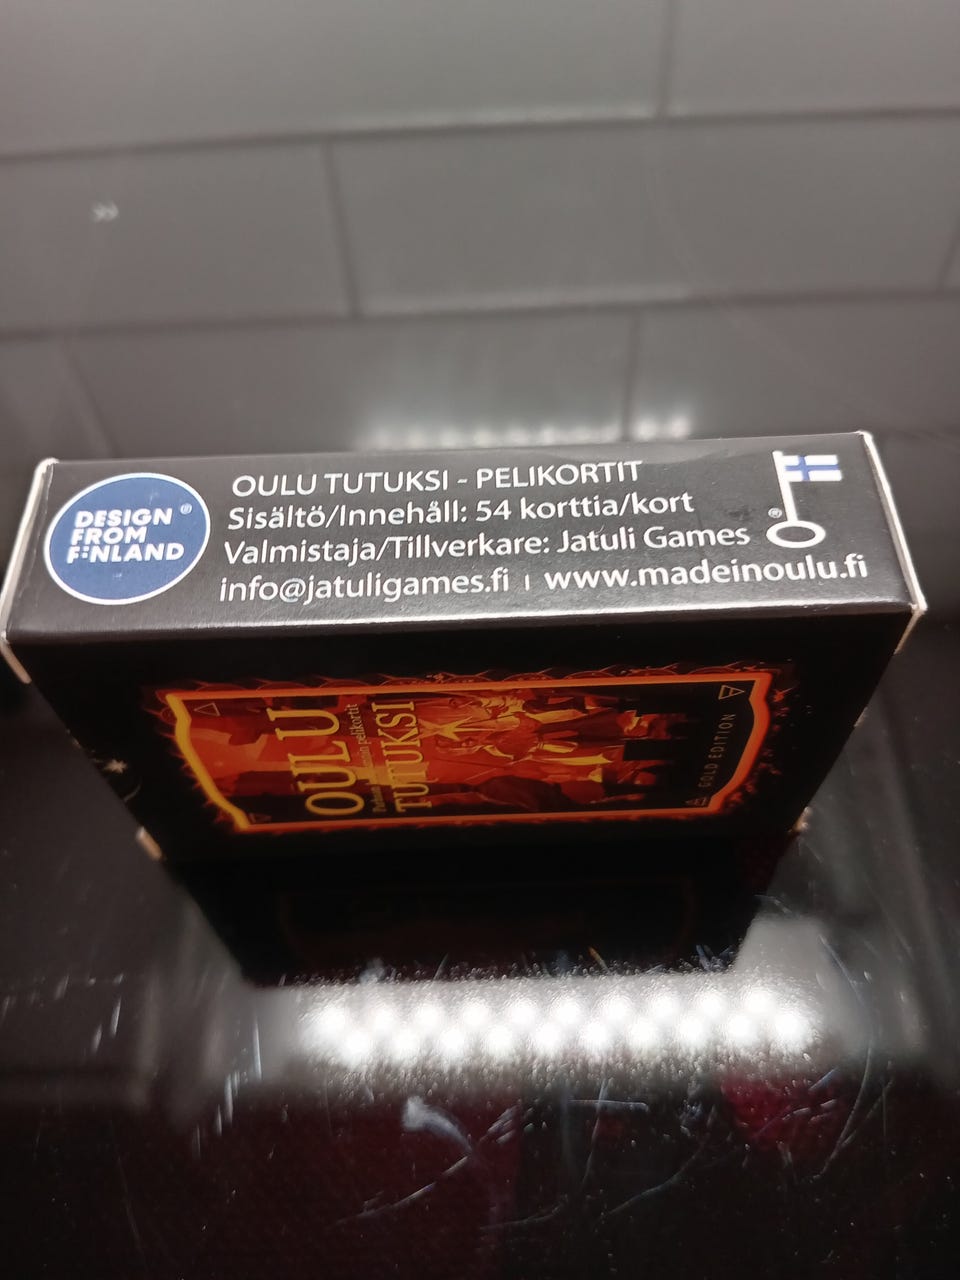 DESIGN ®
FROM
FINLAND
OULU TUTUKSI - PELIKORTIT
Sisältö/Innehåll: 54 korttia/kort
Valmistaja/Tillverkare: Jatuli Games
info@jatuligames.fi | www.madeinoulu.fi
®
OULU
pelikortit
TUTUKSI
GOLD EDITION